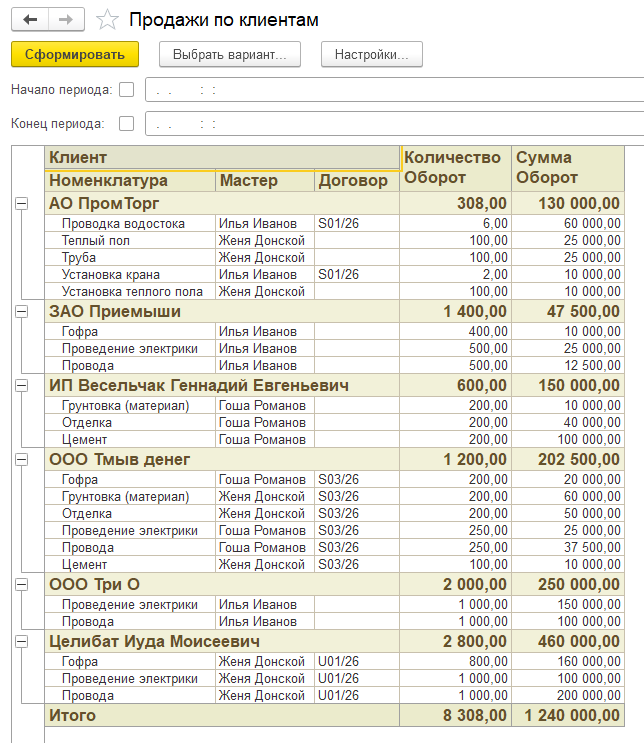 Продажи по клиентам
Сформировать Выбрать вариант... Настройки...
Начало периода: . . : :
Конец периода: . . : :
Клиент Количество Оборот Сумма Оборот
Номенклатура Мастер Договор
АО ПромТорг 308,00 130 000,00
Проводка водостока Илья Иванов S01/26 6,00 60 000,00
Теплый пол Женя Донской 100,00 25 000,00
Труба Женя Донской 100,00 25 000,00
Установка крана Илья Иванов S01/26 2,00 10 000,00
Установка теплого пола Женя Донской 100,00 10 000,00
ЗАО Приемыши 1 400,00 47 500,00
Гофра Илья Иванов 400,00 10 000,00
Проведение электрики Илья Иванов 500,00 25 000,00
Провода Илья Иванов 500,00 12 500,00
ИП Весельчак Геннадий Евгеньевич 600,00 150 000,00
Грунтовка (материал) Гоша Романов 200,00 10 000,00
Отделка Гоша Романов 200,00 40 000,00
Цемент Гоша Романов 200,00 100 000,00
ООО Тмыв денег 1 200,00 202 500,00
Гофра Гоша Романов S03/26 200,00 20 000,00
Грунтовка (материал) Женя Донской S03/26 200,00 60 000,00
Отделка Женя Донской S03/26 200,00 50 000,00
Проведение электрики Гоша Романов S03/26 250,00 25 000,00
Провода Гоша Романов S03/26 250,00 37 500,00
Цемент Женя Донской S03/26 100,00 10 000,00
ООО Три О 2 000,00 250 000,00
Проведение электрики Илья Иванов 1 000,00 150 000,00
Провода Илья Иванов 1 000,00 100 000,00
Целибат Иуда Моисеевич 2 800,00 460 000,00
Гофра Женя Донской U01/26 800,00 160 000,00
Проведение электрики Женя Донской U01/26 1 000,00 100 000,00
Провода Женя Донской U01/26 1 000,00 200 000,00
Итого 8 308,00 1 240 000,00